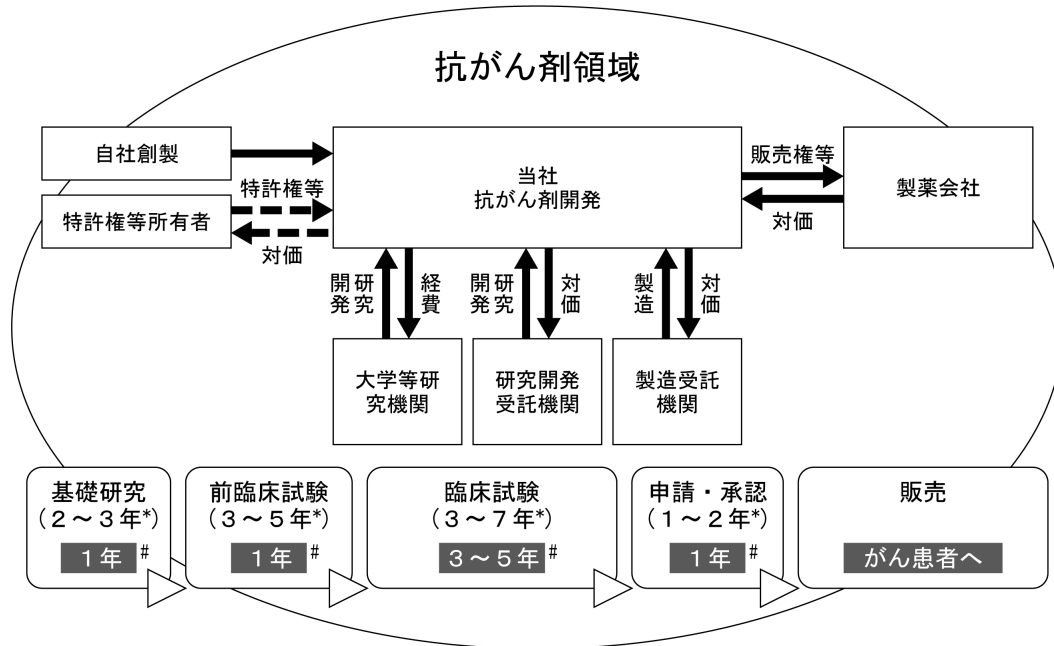 抗がん剤領域
自社創製
特許権等所有者
特許権等
対価
当社
抗がん剤開発
販売権等
対価
製薬会社
研究
開発
経費
研究
開発
対価
製造
対価
大学等研
究機関
研究開発
受託機関
製造受託
機関
基礎研究
（２～３年*）
１年#
前臨床試験
（３～５年*）
１年#
臨床試験
（３～７年*）
３～５年#
申請・承認
（１～２年*）
１年#
販売
がん患者へ